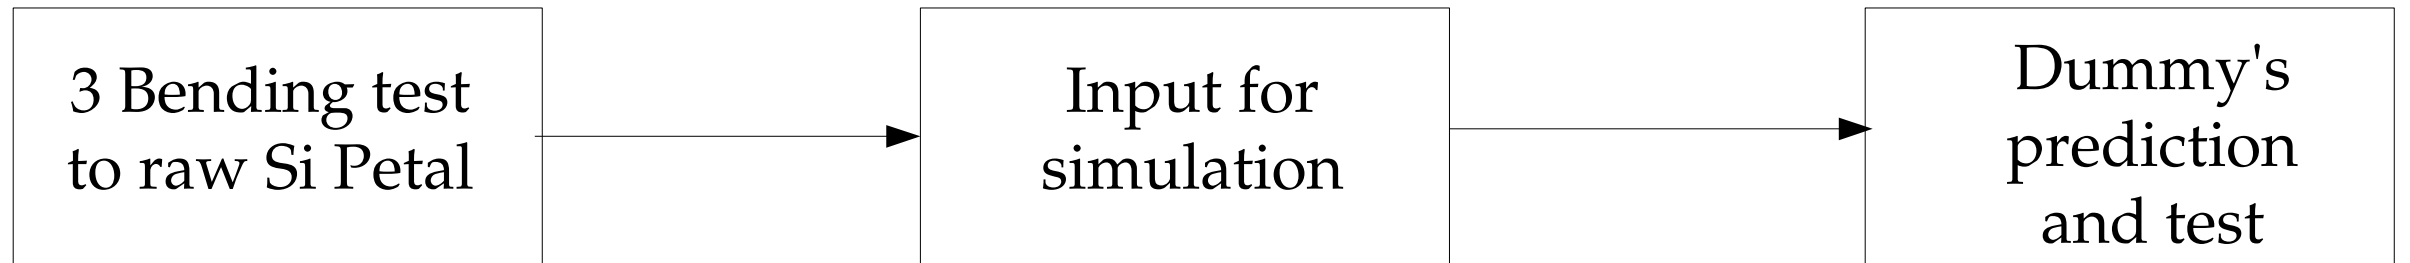 3 Bending test
to raw Si Petal
Input for
simulation
Dummy's
prediction
and test